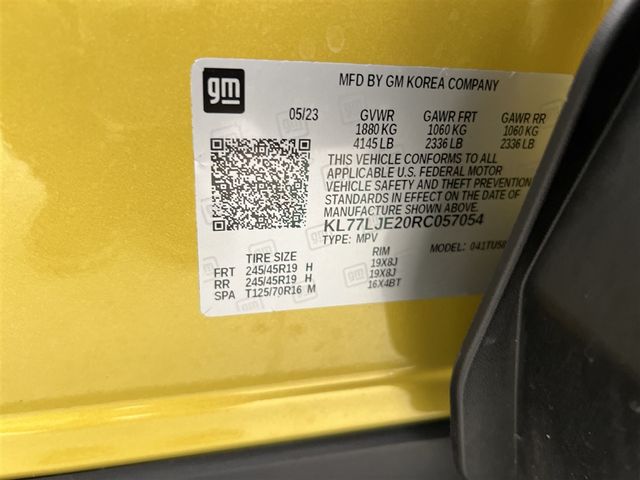 gm
MFD BY GM KOREA COMPANY
05/23 GVWR GAWR FRT GAWR RR
1880 KG 1060 KG 1060 KG
4145 LB 2336 LB 2336 LB
THIS VEHICLE CONFORMS TO ALL
APPLICABLE U.S. FEDERAL MOTOR
VEHICLE SAFETY AND THEFT PREVENTION
STANDARDS IN EFFECT ON THE DATE OF
MANUFACTURE SHOWN ABOVE.
KL77LJE20RC057054
TYPE: MPV MODEL:
TIRE SIZE RIM
FRT 245/45R19 H 19X8J
RR 245/45R19 H 19X8J
SPA T125/70R16 M 16X4BT